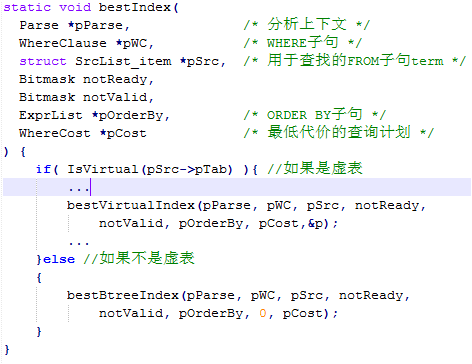 static void bestIndex(
  Parse *pParse,               /* 分析上下文 */
  WhereClause *pWC,            /* WHERE子句 */
  struct SrcList_item *pSrc,   /* 用于查找的FROM子句term */
  Bitmask notReady,
  Bitmask notValid,
  ExprList *pOrderBy,          /* ORDER BY子句 */
  WhereCost *pCost             /* 最低代价的查询计划 */
) {
    if( IsVirtual(pSrc->pTab) ){ //如果是虚表
        ...
        bestVirtualIndex(pParse, pWC, pSrc, notReady,
            notValid, pOrderBy, pCost,&p);
        ...
    }else //如果不是虚表
    {
        bestBtreeIndex(pParse, pWC, pSrc, notReady,
            notValid, pOrderBy, 0, pCost);
    }
}